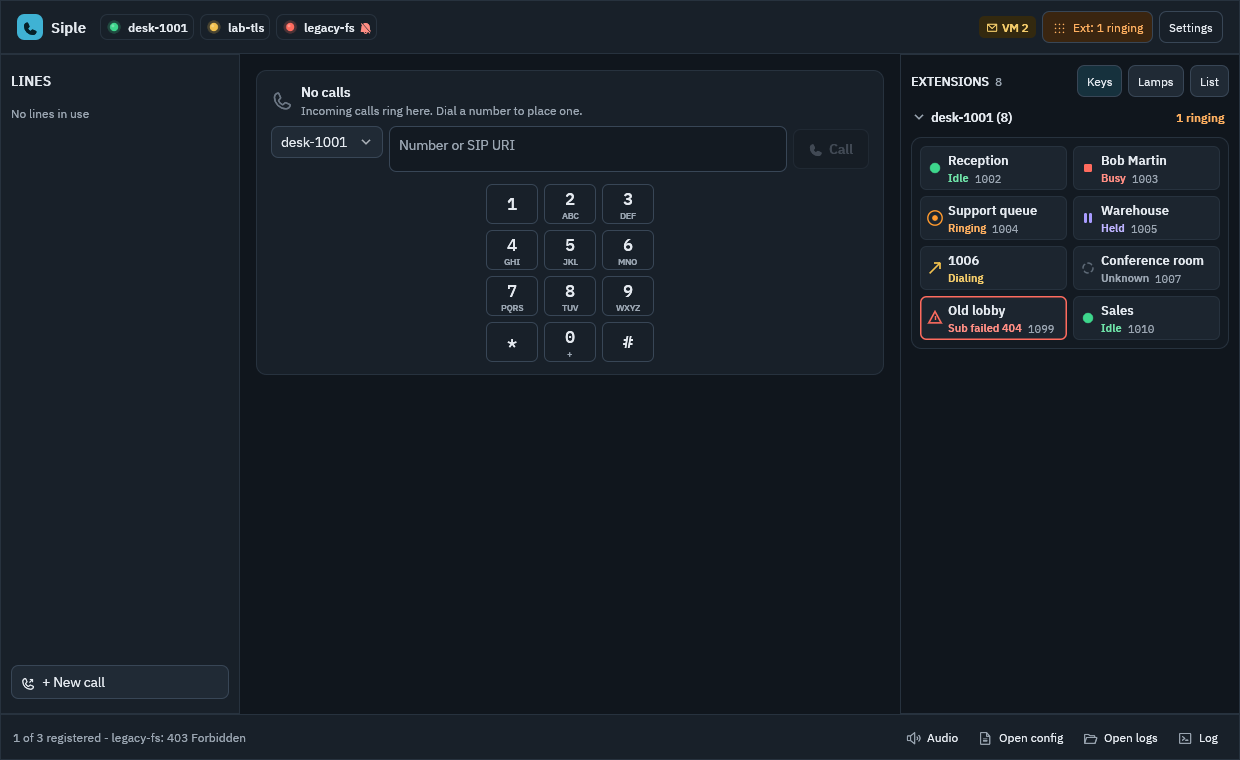 Siple
desk-1001
lab-tls
legacy-fs
VM 2
Ext: 1 ringing
Settings
LINES
No lines in use
+ New call
No calls
Incoming calls ring here. Dial a number to place one.
desk-1001
Number or SIP URI
Call
1
2
ABC
3
DEF
4
GHI
5
JKL
6
MNO
7
PQRS
8
TUV
9
WXYZ
*
0
+
#
EXTENSIONS 8
Keys
Lamps
List
desk-1001 (8)
1 ringing
Reception
Idle 1002
Bob Martin
Busy 1003
Support queue
Ringing 1004
Warehouse
Held 1005
1006
Dialing
Conference room
Unknown 1007
Old lobby
Sub failed 404 1099
Sales
Idle 1010
1 of 3 registered - legacy-fs: 403 Forbidden
Audio
Open config
Open logs
Log